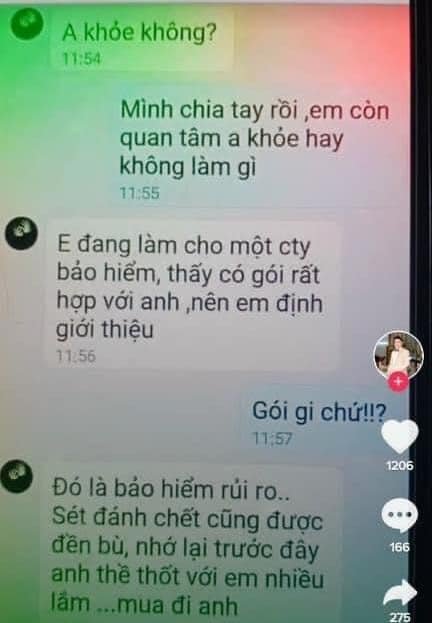 A khỏe không?
11:54
Mình chia tay rồi ,em còn
quan tâm a khỏe hay
không làm gì
11:55
E đang làm cho một cty
bảo hiểm, thấy có gói rất
hợp với anh ,nên em định
giới thiệu
11:56
Gói gi chứ!!?
11:57
1206
Đó là bảo hiểm rủi ro..
Sét đánh chết cũng được
đền bù, nhớ lại trước đây
anh thề thốt với em nhiều
lắm ...mua đi anh
166
275